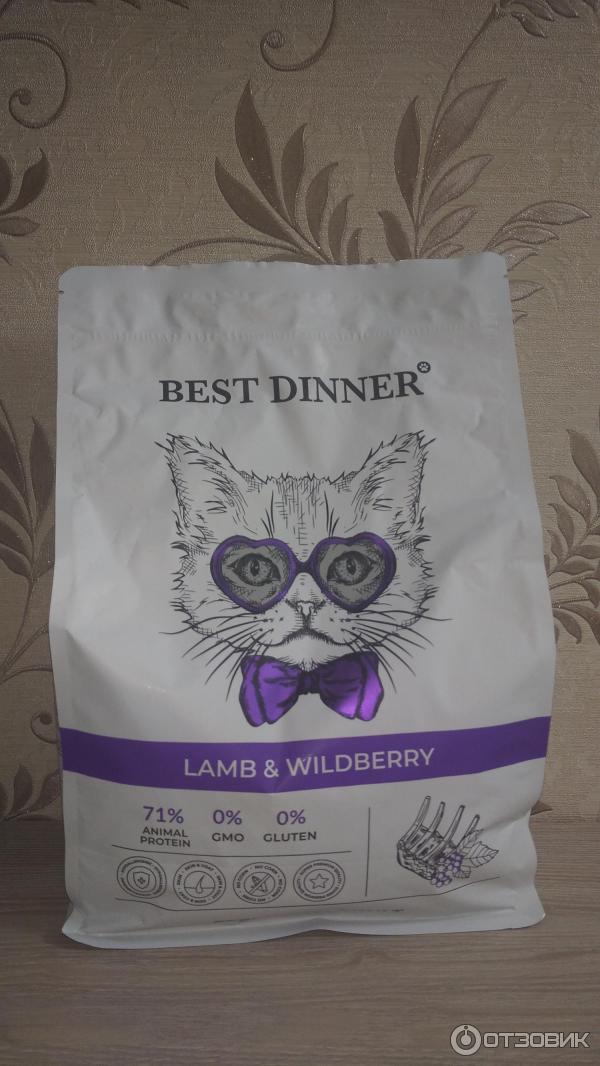 BEST DINNER
LAMB & WILDBERRY
71%
ANIMAL
PROTEIN
0%
GMO
0%
GLUTEN
ОТЗОВИК